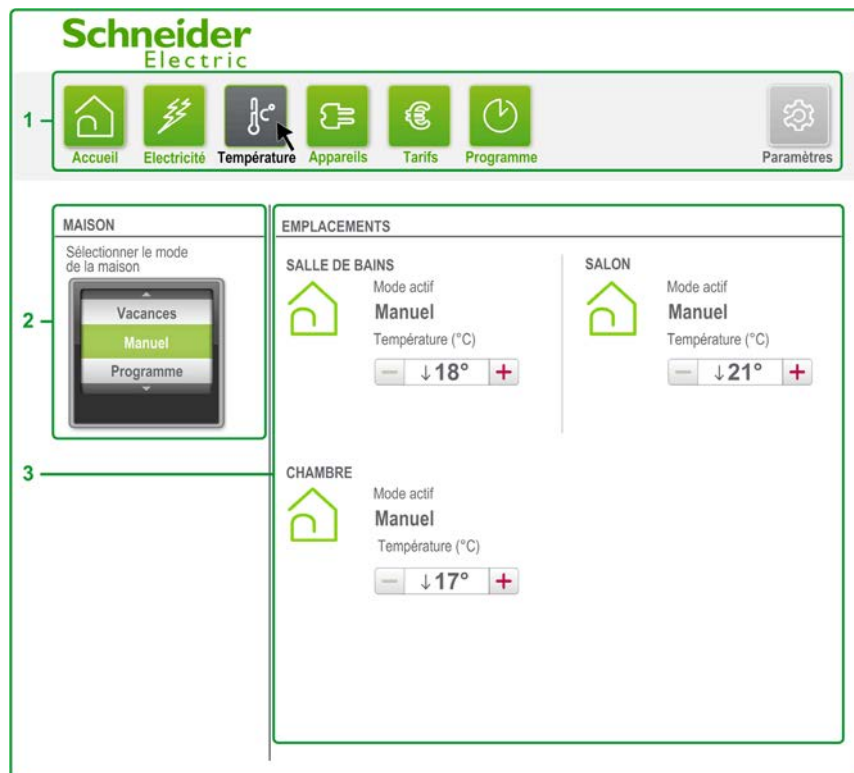 Schneider
Electric
1
Accueil
Electricité
Température
Appareils
Tarifs
Programme
Paramètres
2
MAISON
Sélectionner le mode
de la maison
Vacances
Manuel
Programme
3
EMPLACEMENTS
SALLE DE BAINS
Mode actif
Manuel
Température (°C)
− ↓18° +
SALON
Mode actif
Manuel
Température (°C)
− ↓21° +
CHAMBRE
Mode actif
Manuel
Température (°C)
− ↓17° +